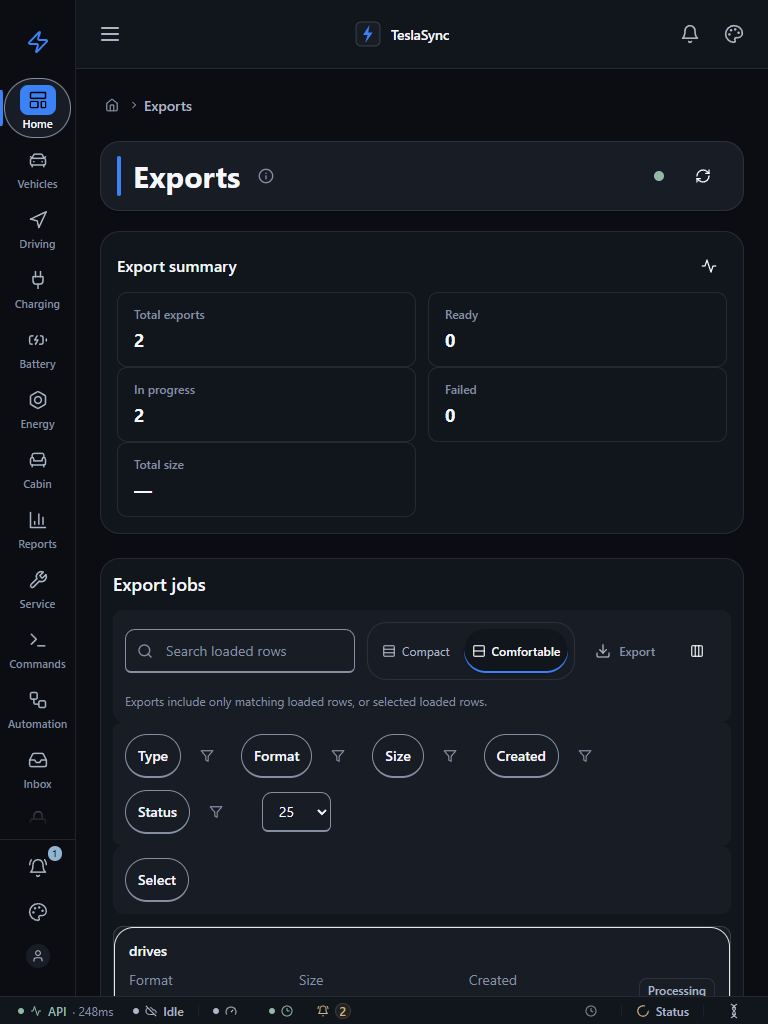 TeslaSync
Home
Vehicles
Driving
Charging
Battery
Energy
Cabin
Reports
Service
Commands
Automation
Inbox
1
Exports
Exports
Export summary
Total exports
2
Ready
0
In progress
2
Failed
0
Total size
—
Export jobs
Search loaded rows
Compact
Comfortable
Export
Exports include only matching loaded rows, or selected loaded rows.
Type
Format
Size
Created
Status
25
Select
drives
Format
Size
Created
Processing
API · 248ms
Idle
2
Status